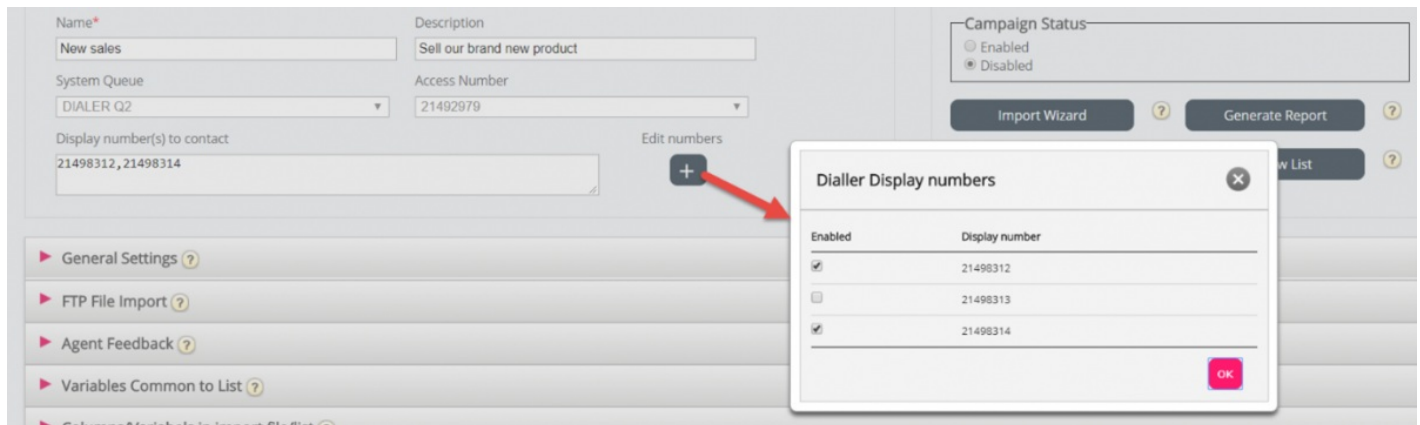 Name*
Description
New sales
Sell our brand new product
System Queue
Access Number
DIALER Q2
21492979
Display number(s) to contact
Edit numbers
21498312,21498314
+
Campaign Status
Enabled
Disabled
Import Wizard
?
Generate Report
?
w List
?
Dialler Display numbers
Enabled
Display number
21498312
21498313
21498314
OK
General Settings ?
FTP File Import ?
Agent Feedback ?
Variables Common to List ?